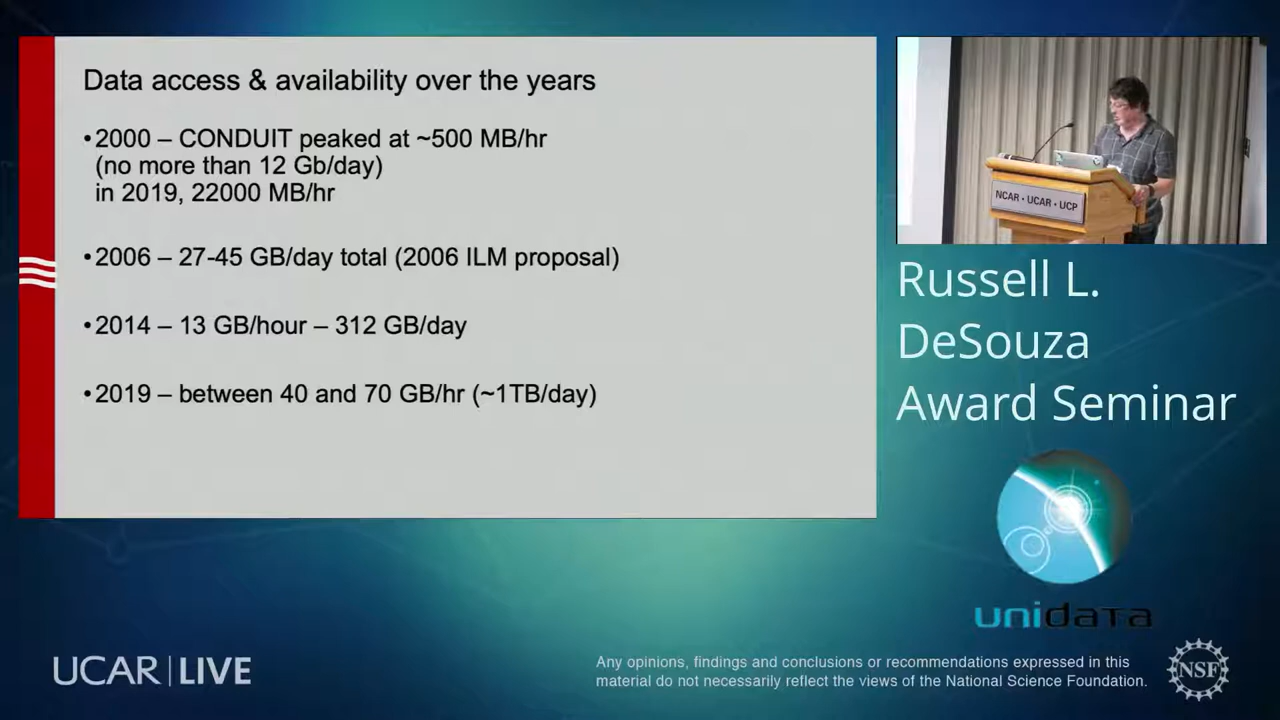 Data access & availability over the years
•2000 – CONDUIT peaked at ~500 MB/hr
(no more than 12 Gb/day)
in 2019, 22000 MB/hr
•2006 – 27-45 GB/day total (2006 ILM proposal)
•2014 – 13 GB/hour – 312 GB/day
•2019 – between 40 and 70 GB/hr (~1TB/day)
NCAR • UCAR • UCP
Russell L.
DeSouza
Award Seminar
unidata
UCAR | LIVE
Any opinions, findings and conclusions or recommendations expressed in this
material do not necessarily reflect the views of the National Science Foundation.
NSF